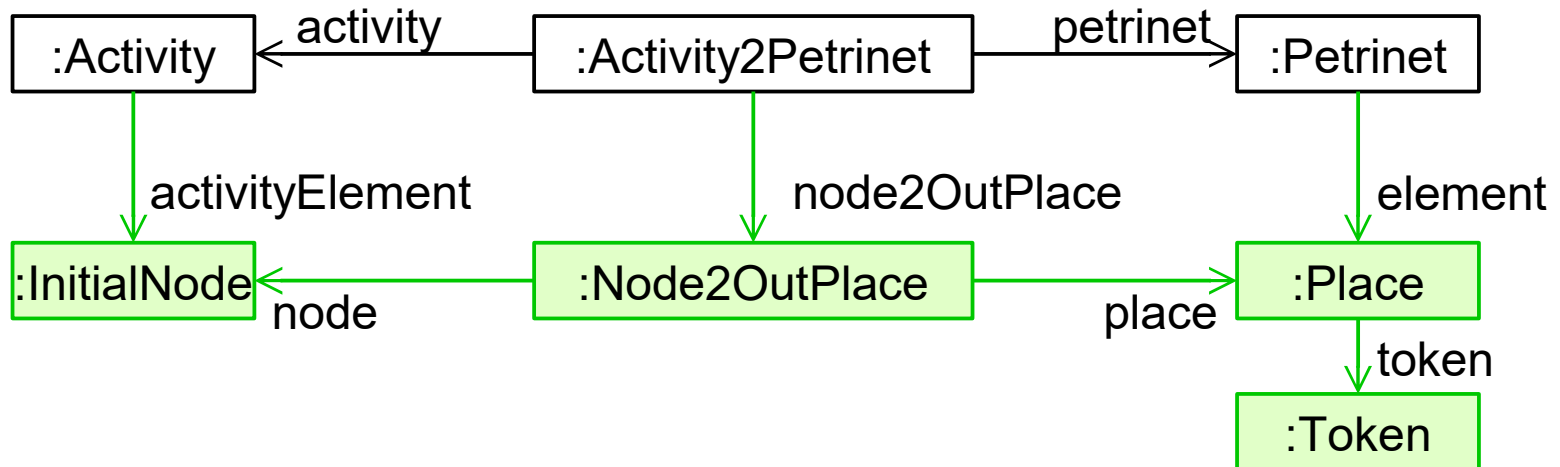 activity
petrinet
:Activity
:Activity2Petrinet
:Petrinet
activityElement
node2OutPlace
element
:InitialNode
:Node2OutPlace
:Place
node
place
token
:Token